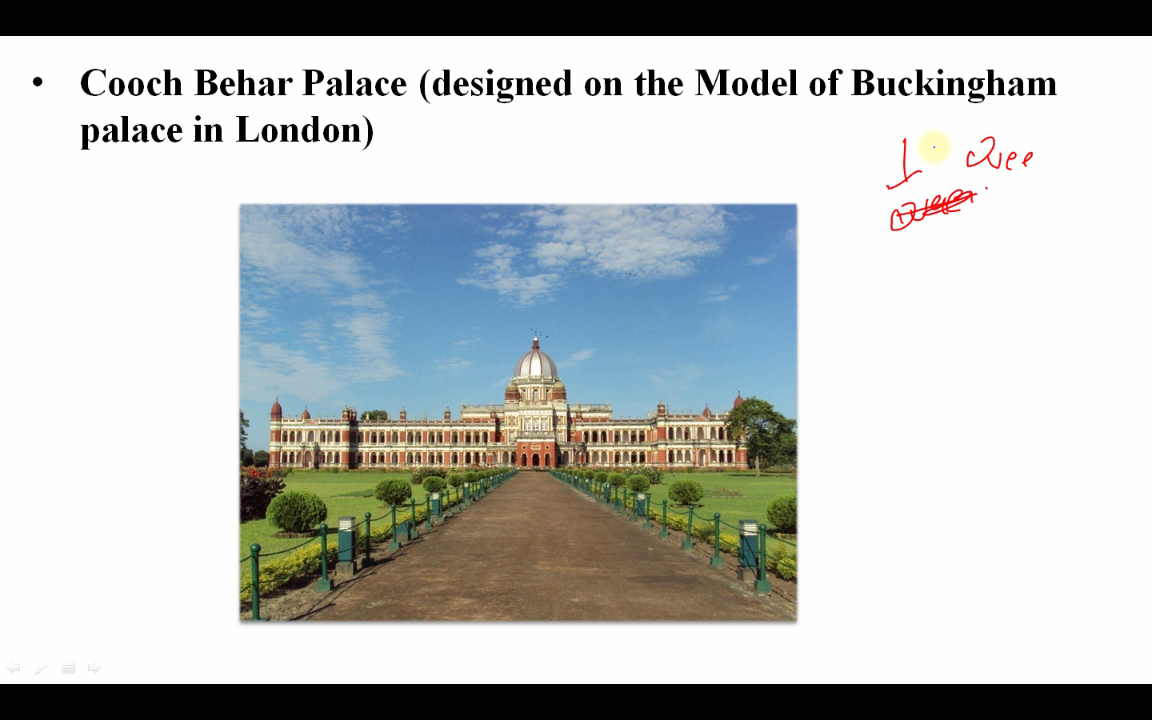 • Cooch Behar Palace (designed on the Model of Buckingham
palace in London)